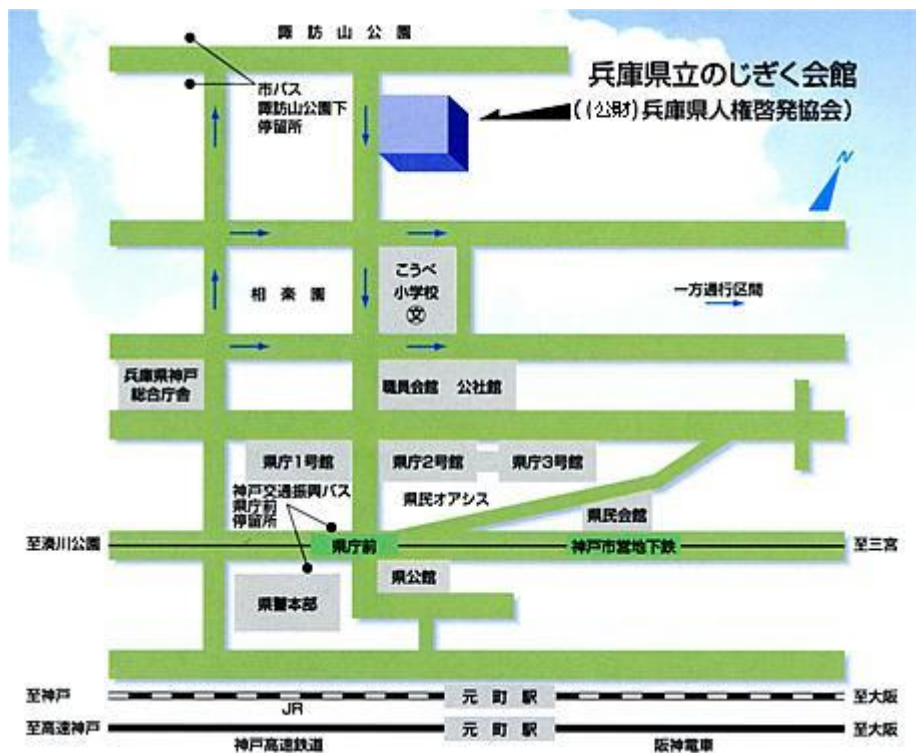 諏訪山公園
市バス
諏訪山公園下
停留所
兵庫県立のじぎく会館
((公財)兵庫県人権啓発協会)
N
こうべ
小学校
文
相楽園
一方通行区間
兵庫県神戸
総合庁舎
職員会館 公社館
県庁1号館
県庁2号館
県庁3号館
神戸交通振興バス
県庁前
停留所
県民オアシス
県民会館
至湊川公園
県庁前
神戸市営地下鉄
至三宮
県公館
県警本部
至神戸
JR
元町駅
至大阪
至高速神戸
神戸高速鉄道
元町駅
阪神電車
至大阪